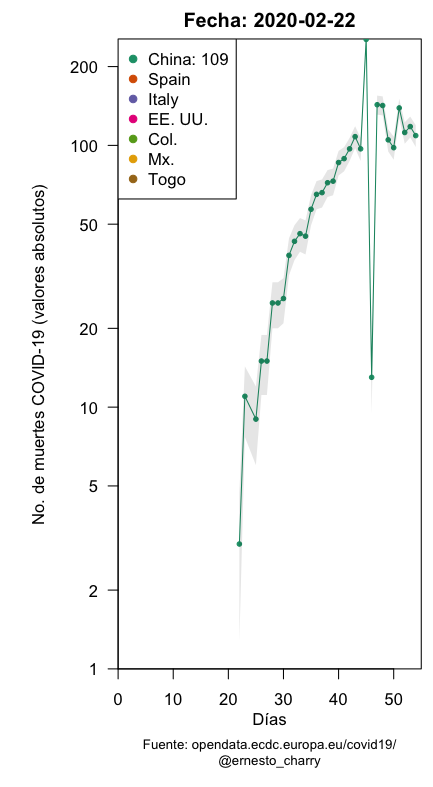 Fecha: 2020-02-22
No. de muertes COVID-19 (valores absolutos)
200
100
50
20
10
5
2
1
China: 109
Spain
Italy
EE. UU.
Col.
Mx.
Togo
0 10 20 30 40 50
Días
Fuente: opendata.ecdc.europa.eu/covid19/
@ernesto_charry